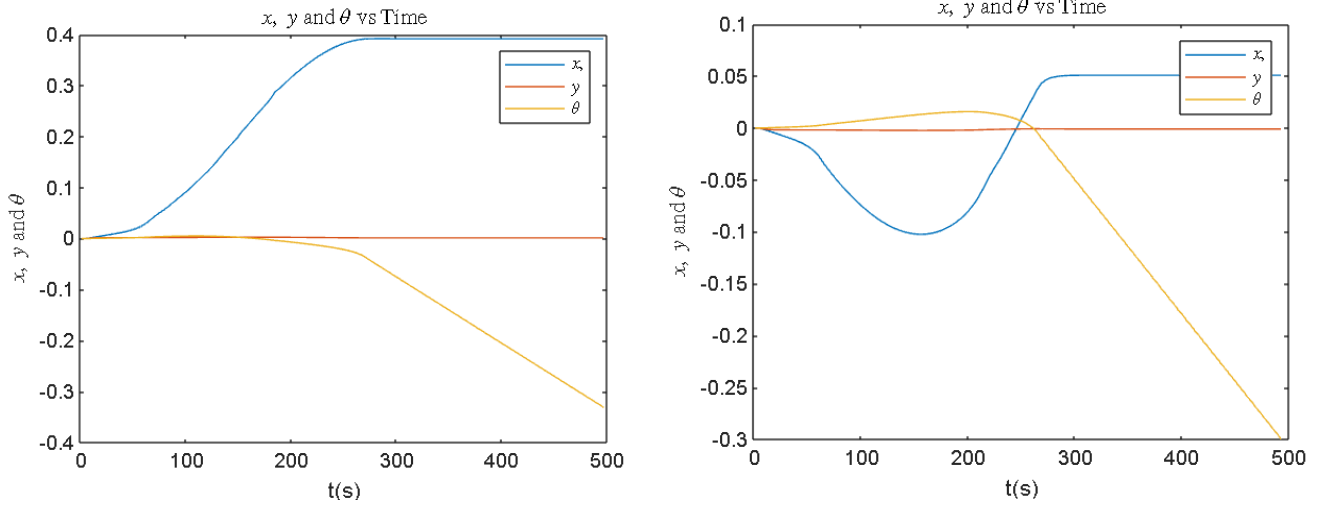 x, y and θ vs Time
0.4
0.3
0.2
0.1
0
-0.1
-0.2
-0.3
-0.4
0
100
200
300
400
500
t(s)
x, y and θ
x,
y
θ
x, y and θ vs Time
0.1
0.05
0
-0.05
-0.1
-0.15
-0.2
-0.25
-0.3
0
100
200
300
400
500
t(s)
x, y and θ
x,
y
θ